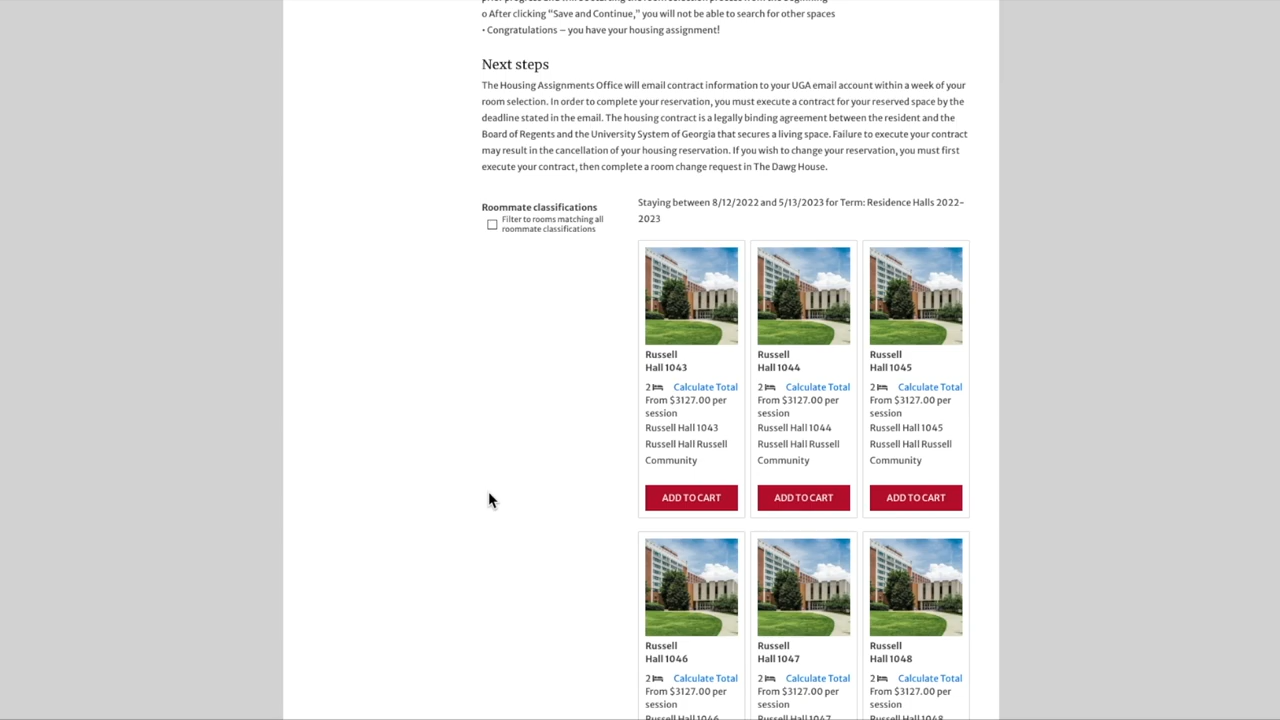 o After clicking "Save and Continue," you will not be able to search for other spaces
• Congratulations – you have your housing assignment!
Next steps
The Housing Assignments Office will email contract information to your UGA email account within a week of your
room selection. In order to complete your reservation, you must execute a contract for your reserved space by the
deadline stated in the email. The housing contract is a legally binding agreement between the resident and the
Board of Regents and the University System of Georgia that secures a living space. Failure to execute your contract
may result in the cancellation of your housing reservation. If you wish to change your reservation, you must first
execute your contract, then complete a room change request in The Dawg House.
Roommate classifications
Filter to rooms matching all
roommate classifications
Staying between 8/12/2022 and 5/13/2023 for Term: Residence Halls 2022-
2023
Russell
Hall 1043
2 Calculate Total
From $3127.00 per
session
Russell Hall 1043
Russell Hall Russell
Community
ADD TO CART
Russell
Hall 1044
2 Calculate Total
From $3127.00 per
session
Russell Hall 1044
Russell Hall Russell
Community
ADD TO CART
Russell
Hall 1045
2 Calculate Total
From $3127.00 per
session
Russell Hall 1045
Russell Hall Russell
Community
ADD TO CART
Russell
Hall 1046
2 Calculate Total
From $3127.00 per
session
Russell Hall 1046
Russell
Hall 1047
2 Calculate Total
From $3127.00 per
session
Russell Hall 1047
Russell
Hall 1048
2 Calculate Total
From $3127.00 per
session
Russell Hall 1048